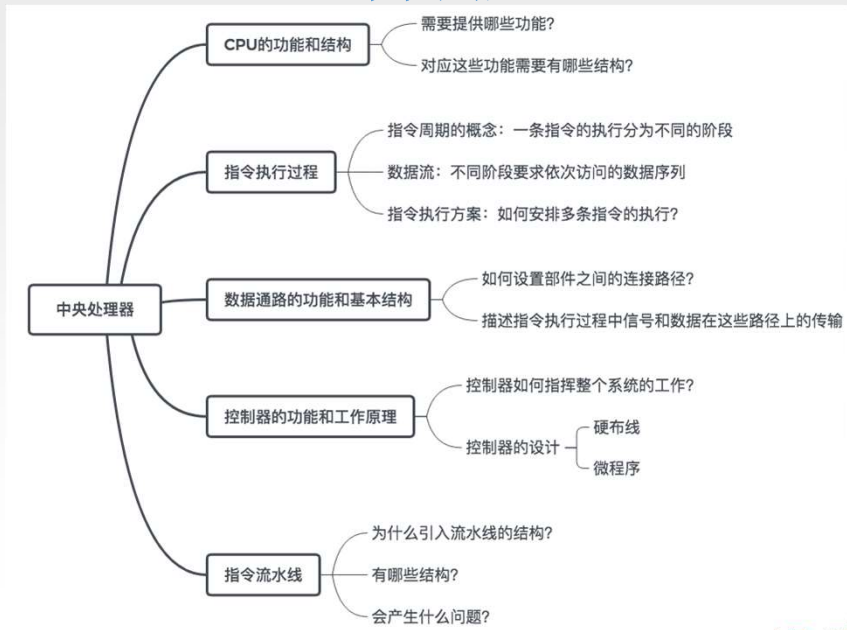 中央处理器
CPU的功能和结构
需要提供哪些功能?
对应这些功能需要有哪些结构?
指令执行过程
指令周期的概念：一条指令的执行分为不同的阶段
数据流：不同阶段要求依次访问的数据序列
指令执行方案：如何安排多条指令的执行?
数据通路的功能和基本结构
如何设置部件之间的连接路径?
描述指令执行过程中信号和数据在这些路径上的传输
控制器的功能和工作原理
控制器如何指挥整个系统的工作?
控制器的设计
硬布线
微程序
指令流水线
为什么引入流水线的结构?
有哪些结构?
会产生什么问题?